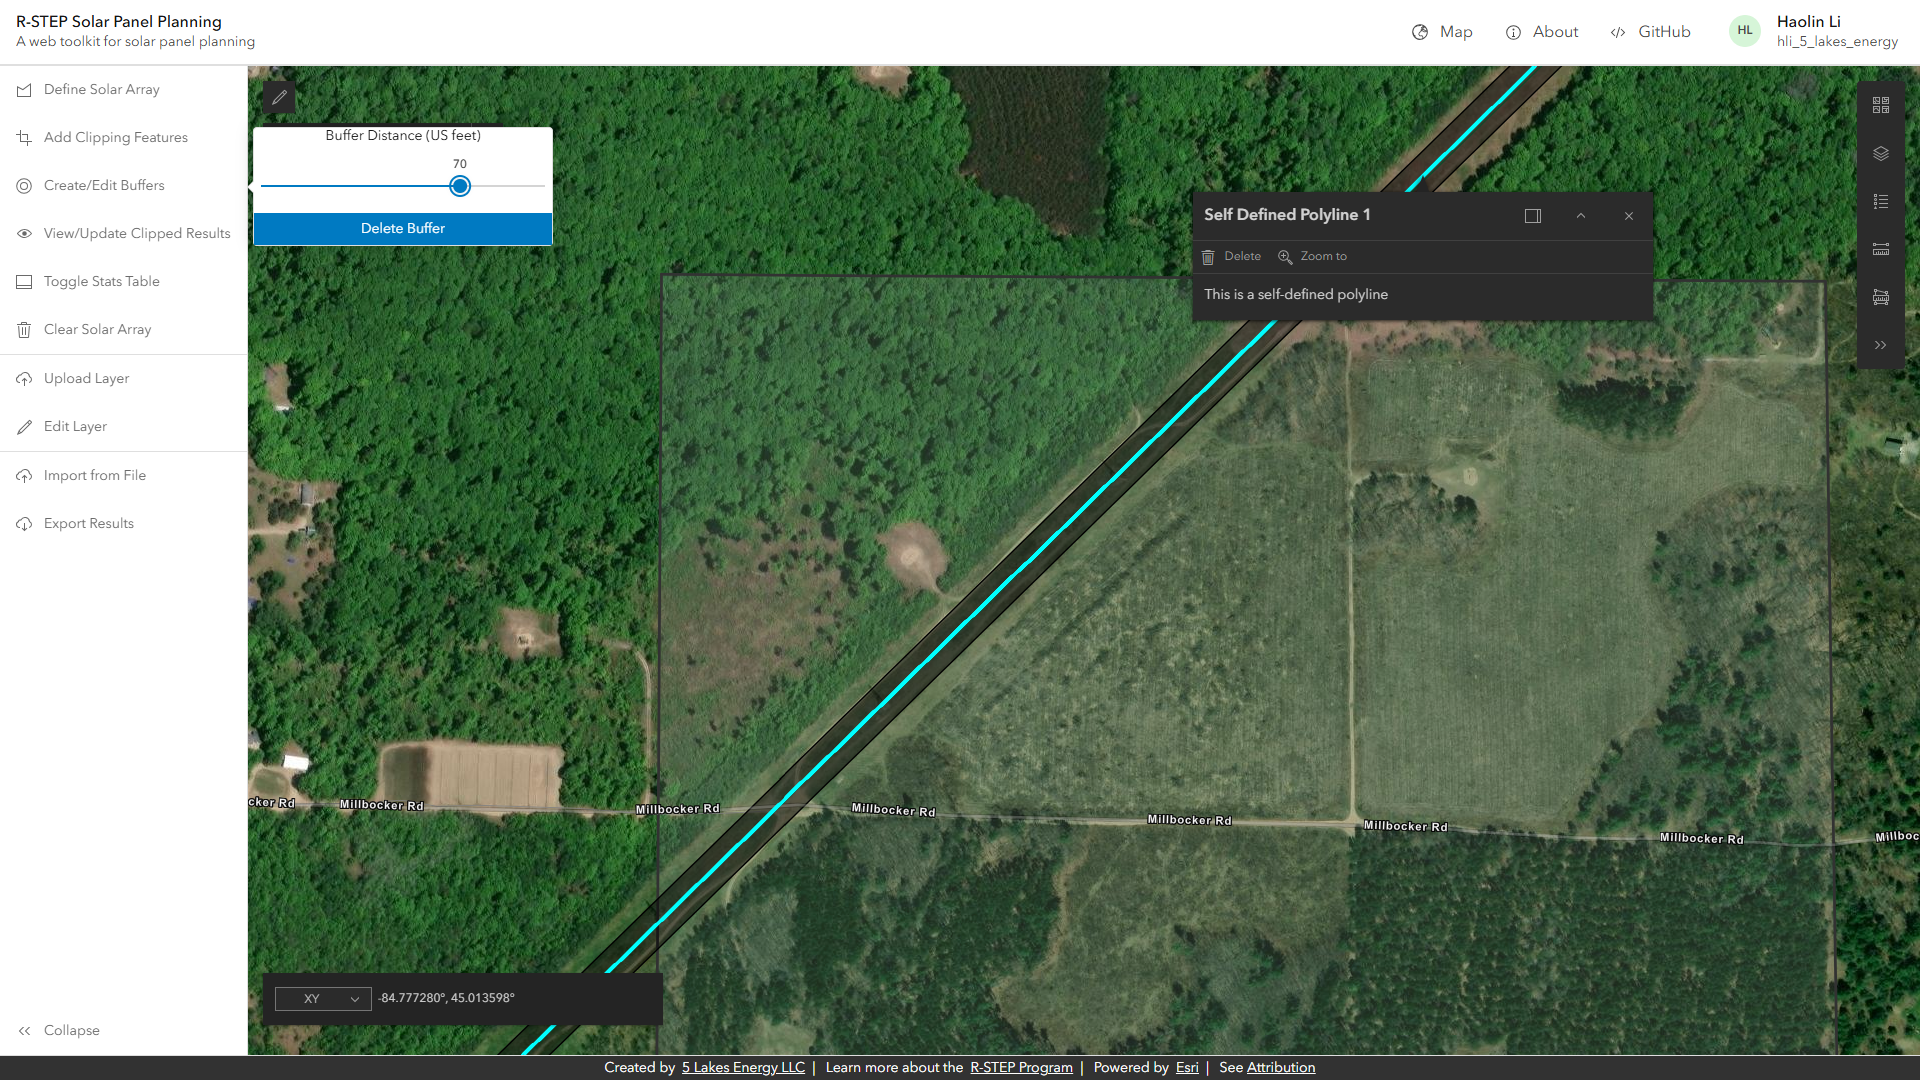 R-STEP Solar Panel Planning
A web toolkit for solar panel planning
Map
About
GitHub
HL
Haolin Li
hli_5_lakes_energy
Define Solar Array
Add Clipping Features
Create/Edit Buffers
View/Update Clipped Results
Toggle Stats Table
Clear Solar Array
Upload Layer
Edit Layer
Import from File
Export Results
Collapse
Buffer Distance (US feet)
70
Delete Buffer
Self Defined Polyline 1
Delete
Zoom to
This is a self-defined polyline
cker Rd
Millbocker Rd
Millbocker Rd
Millbocker Rd
Millbocker Rd
Millbocker Rd
Millbocker Rd
Millboc
XY
-84.777280°, 45.013598°
Created by 5 Lakes Energy LLC | Learn more about the R-STEP Program | Powered by Esri | See Attribution